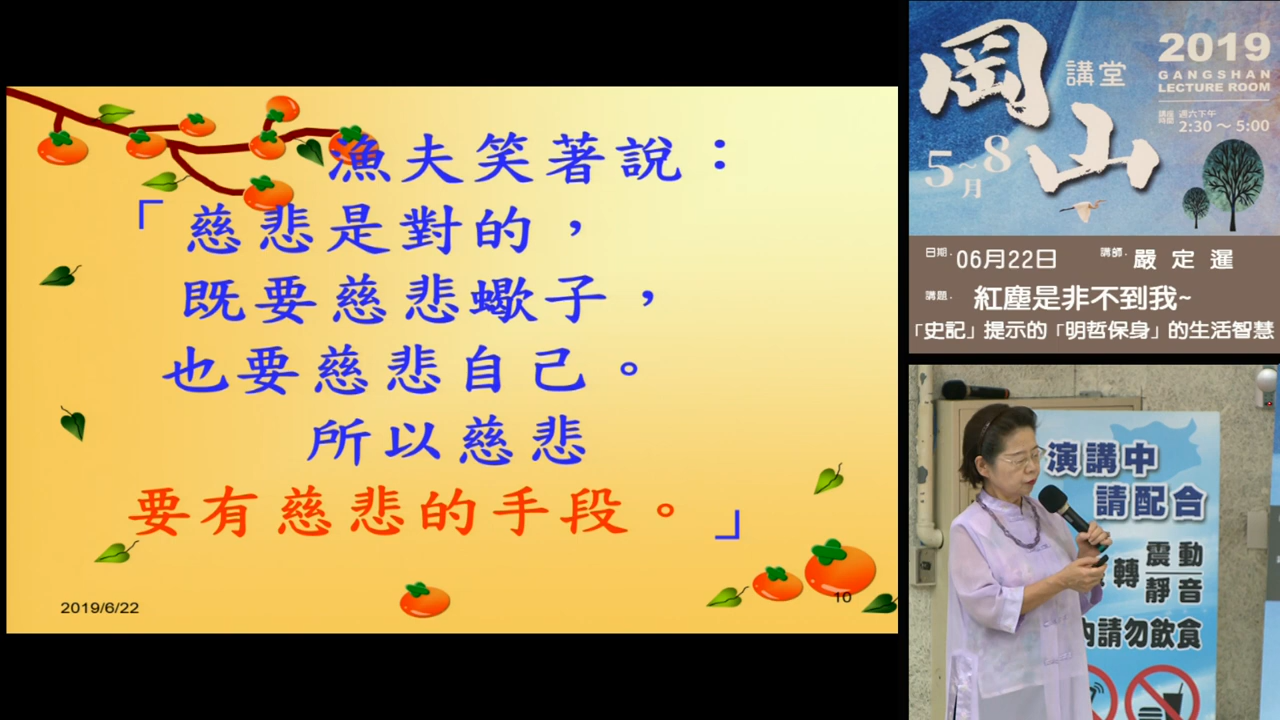 漁夫笑著說：
「慈悲是對的，
既要慈悲蠍子，
也要慈悲自己。
所以慈悲
要有慈悲的手段。」
2019/6/22
10
岡山
講堂
2019
GANGSHAN
LECTURE ROOM
講座時間
週六下午
2:30～5:00
5～8月
日期.06月22日
講師.嚴定暹
講題.紅塵是非不到我~
「史記」提示的「明哲保身」的生活智慧
演講中
請配合
轉
震動
靜音
內請勿飲食